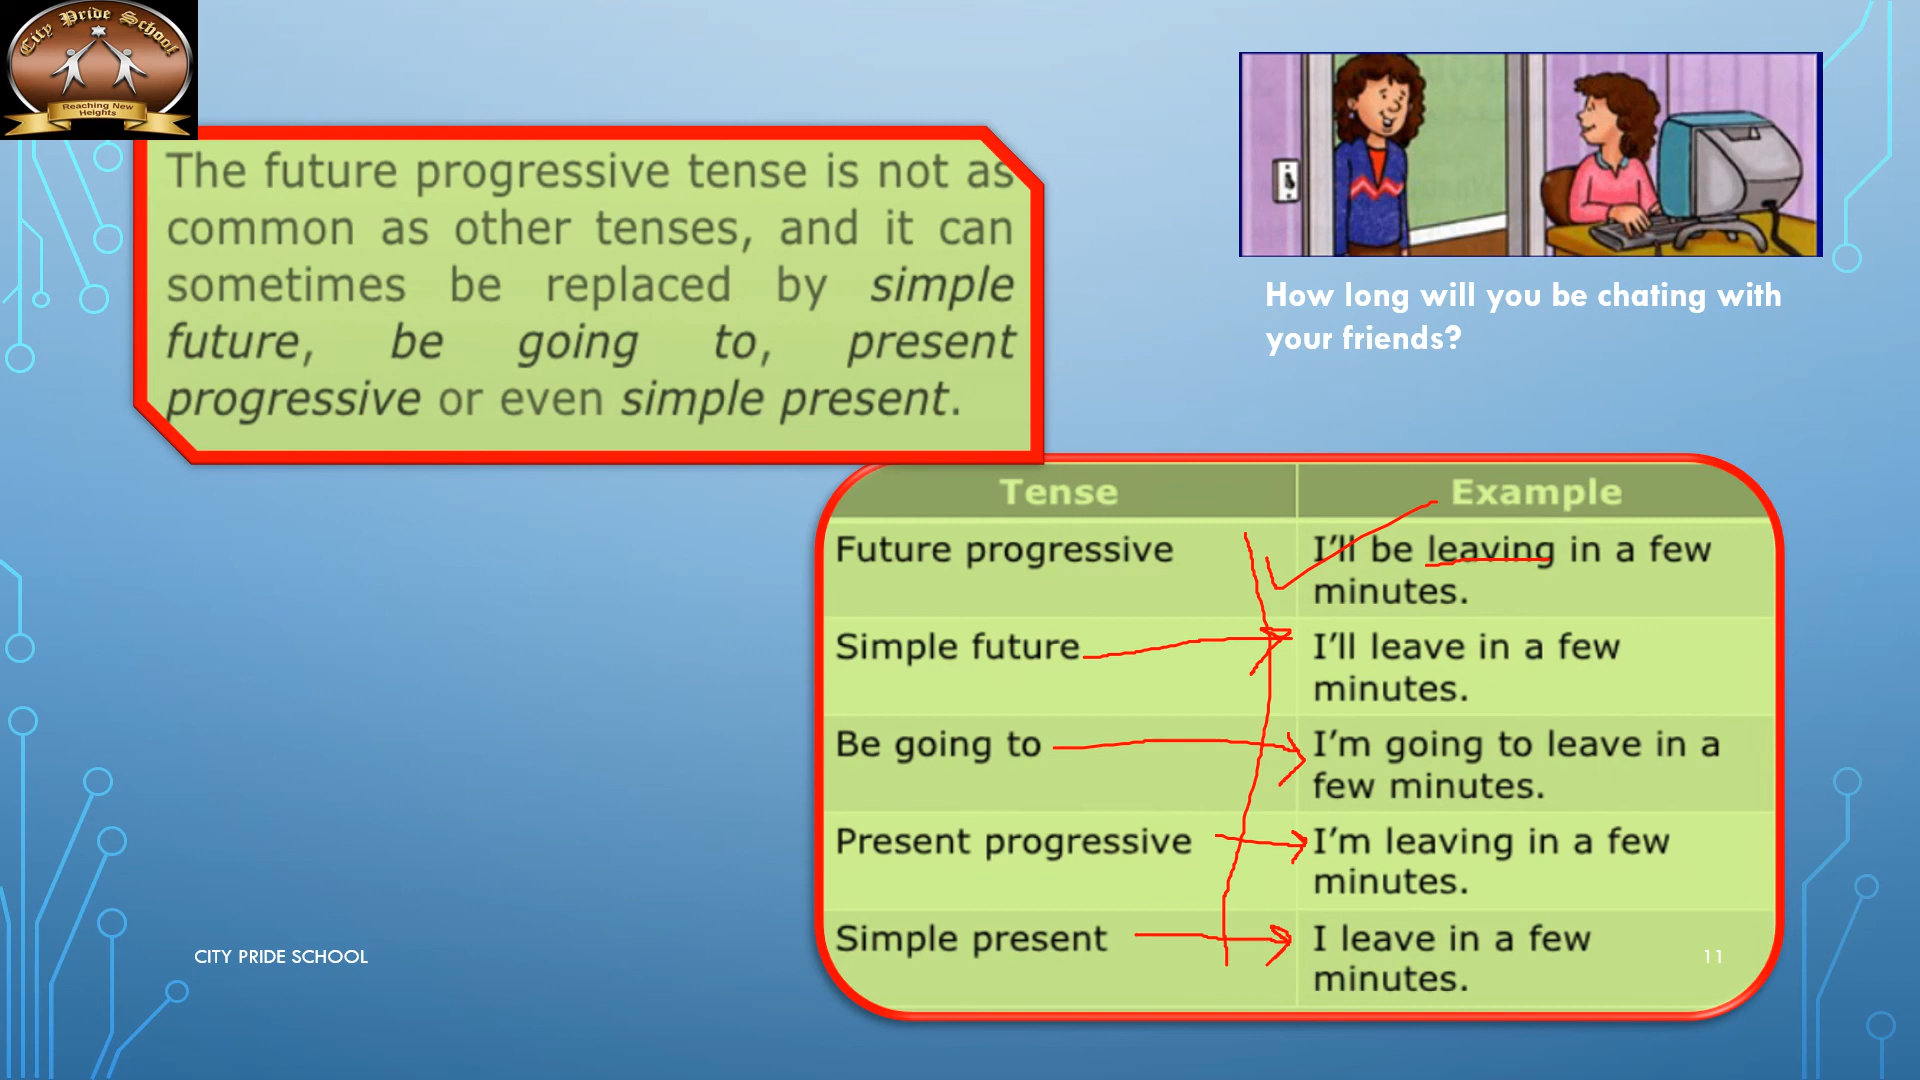 City Pride School
Reaching New
Heights
The future progressive tense is not as
common as other tenses, and it can
sometimes be replaced by simple
future, be going to, present
progressive or even simple present.
How long will you be chating with
your friends?
Tense Example
Future progressive I'll be leaving in a few
minutes.
Simple future I'll leave in a few
minutes.
Be going to I'm going to leave in a
few minutes.
Present progressive I'm leaving in a few
minutes.
Simple present I leave in a few
minutes.
CITY PRIDE SCHOOL
11